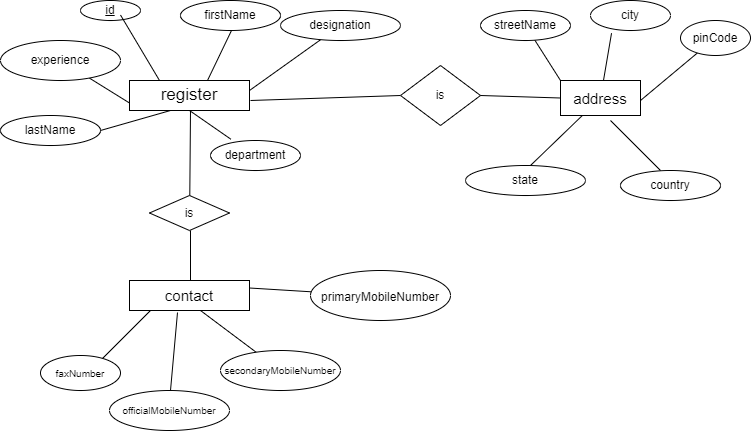 id
firstName
designation
streetName
city
pinCode
experience
register
is
address
lastName
department
state
country
is
contact
primaryMobileNumber
faxNumber
secondaryMobileNumber
officialMobileNumber